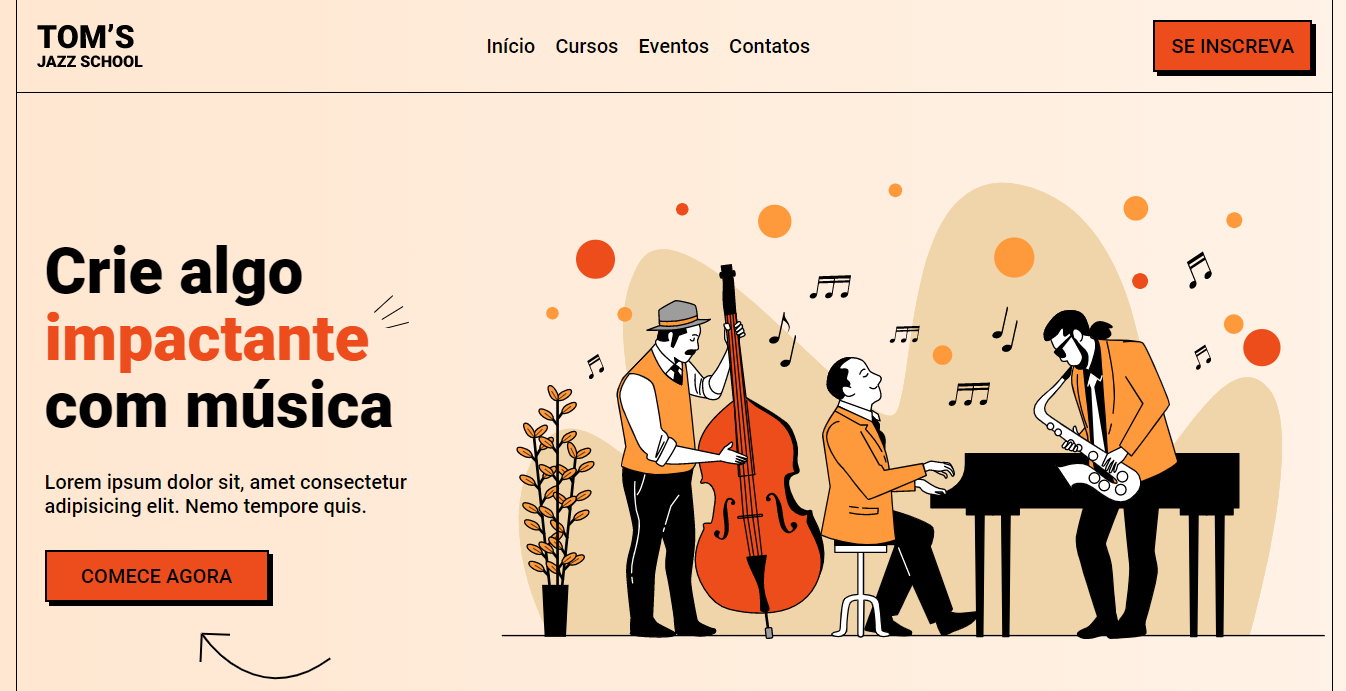 TOM'S
JAZZ SCHOOL
Início Cursos Eventos Contatos
SE INSCREVA
Crie algo
impactante
com música
Lorem ipsum dolor sit, amet consectetur
adipisicing elit. Nemo tempore quis.
COMECE AGORA